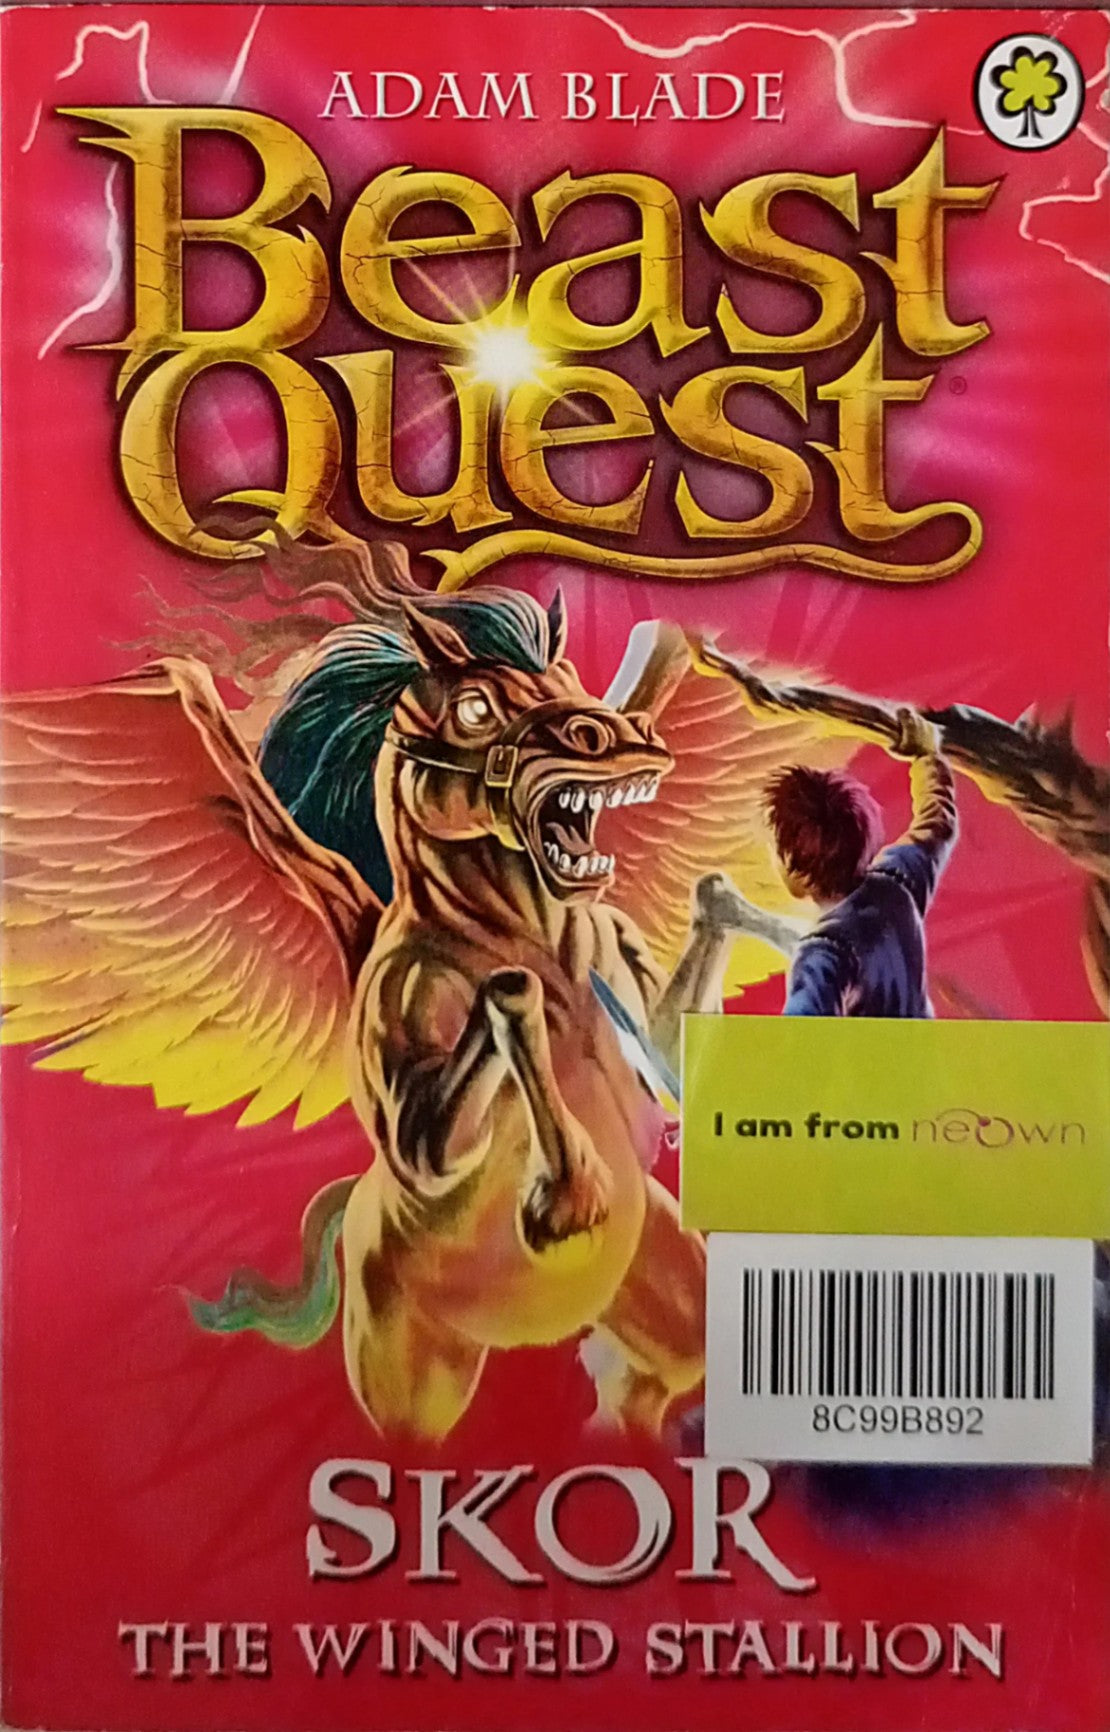 ADAM BLADE
Beast
Quest
®
I am from neown
8C99B892
SKOR
THE WINGED STALLION